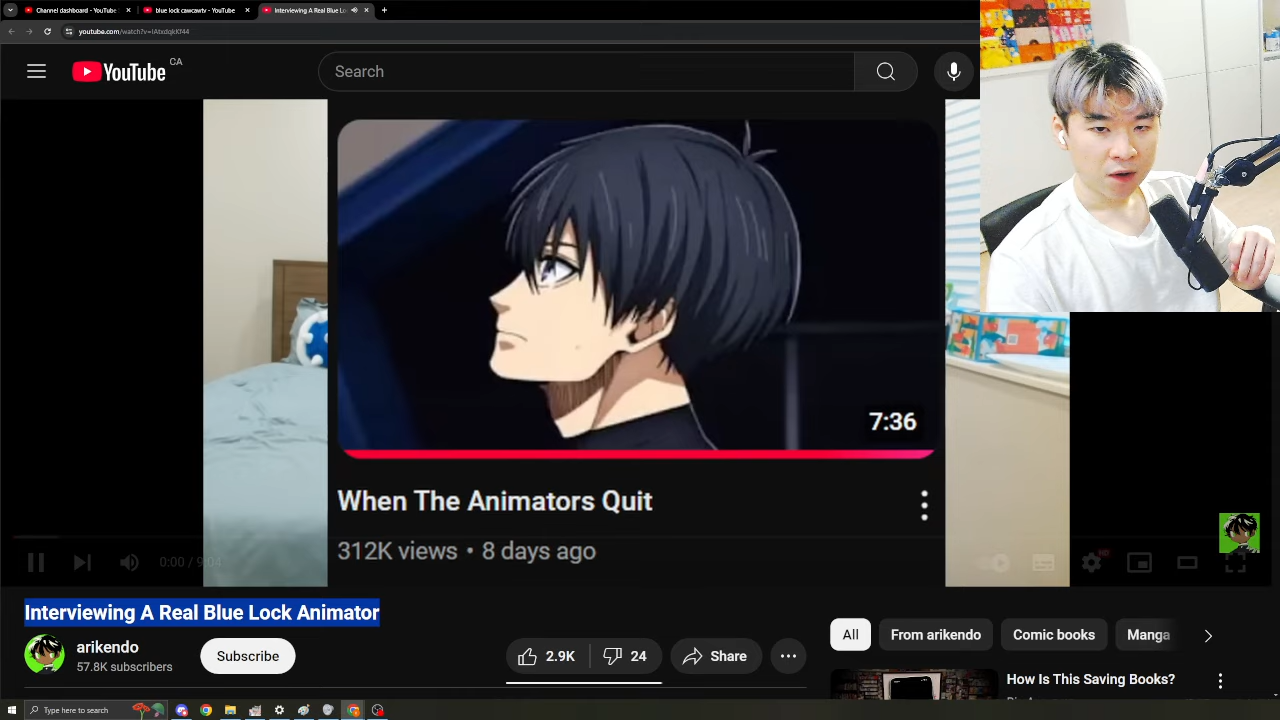 Channel dashboard - YouTube
blue lock cawcawtv - YouTube
Interviewing A Real Blue Lo
youtube.com/watch?v=lAtxdqkKf44
YouTube
CA
Search
7:36
When The Animators Quit
312K views • 8 days ago
0:00 / 9:04
HD
Interviewing A Real Blue Lock Animator
arikendo
57.8K subscribers
Subscribe
2.9K
24
Share
All
From arikendo
Comic books
Manga
How Is This Saving Books?
Type here to search